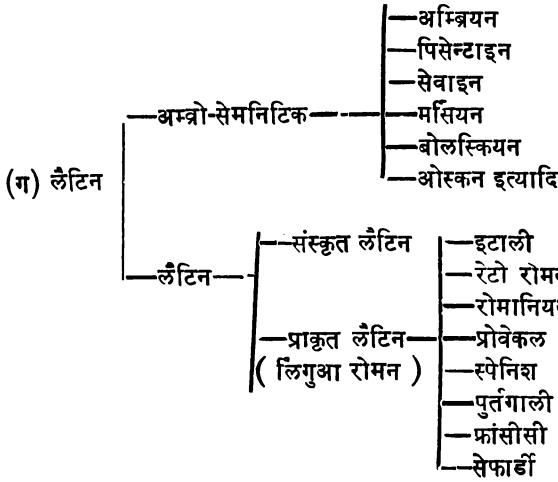 अम्ब्रियन
पिसेन्टाइन
सेवाइन
अम्व्रो-सेमनिटिक
मर्सियन
बोलस्कियन
ओस्कन इत्यादि
(ग) लैटिन
संस्कृत लैटिन
इटाली
लैटिन
रेटो
प्राकृत लैटिन
प्रोवेकल
(लिंगुआ रोमन)
स्पेनिश
पुर्तगाली
फ्रांसीसी
सेफार्डी